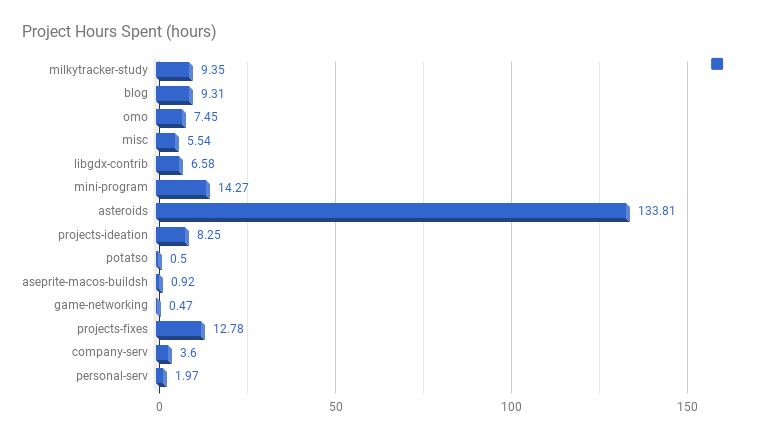 Project Hours Spent (hours)
milkytracker-study 9.35
blog 9.31
omo 7.45
misc 5.54
libgdx-contrib 6.58
mini-program 14.27
asteroids 133.81
projects-ideation 8.25
potatso 0.5
aseprite-macos-buildsh 0.92
game-networking 0.47
projects-fixes 12.78
company-serv 3.6
personal-serv 1.97
0 50 100 150